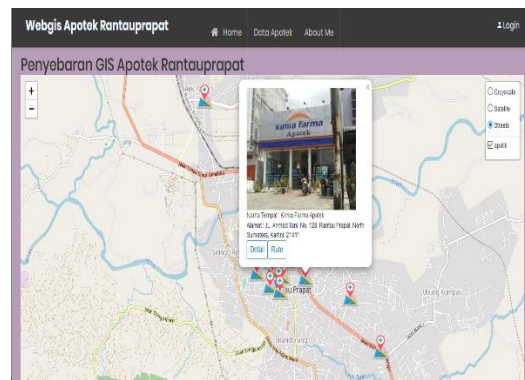 Webgis Apotek Rantauprapat
Home Data Apotek About Me
Login
Penyebaran GIS Apotek Rantauprapat
+
−
x
Grayscale
Satelite
Streets
apotik
kimia farma
Apotek
Nama Tempat: Kimia Farma Apotek
Alamat: JL. Ahmad Yani No. 128, Rantau Prapat, North
Sumatera, Kartini, 21411
Detail Rute
Prapat
Sirandorung